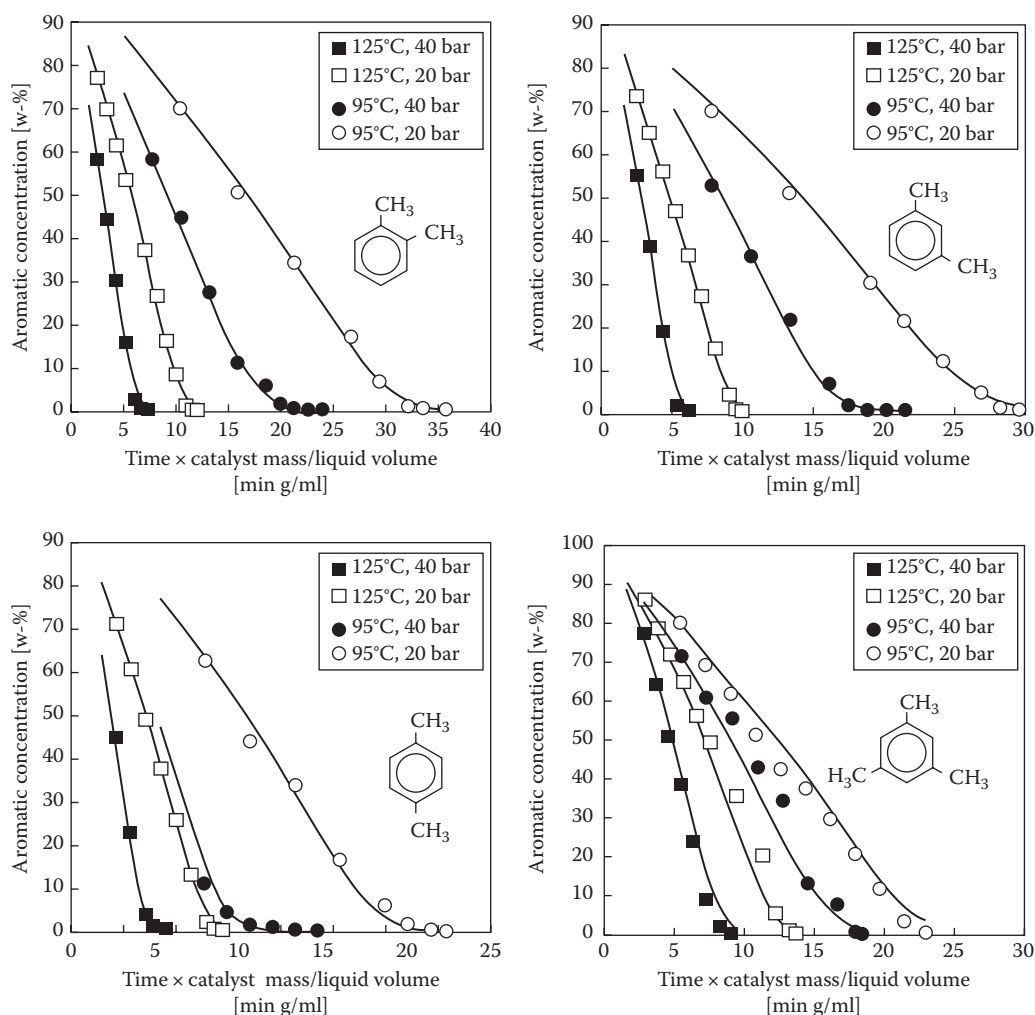 90
80
70
60
50
40
30
20
10
0
Aromatic concentration [w-%]
125°C, 40 bar
125°C, 20 bar
95°C, 40 bar
95°C, 20 bar
CH3
CH3
0 5 10 15 20 25 30 35 40
Time × catalyst mass/liquid volume
[min g/ml]
90
80
70
60
50
40
30
20
10
0
Aromatic concentration [w-%]
125°C, 40 bar
125°C, 20 bar
95°C, 40 bar
95°C, 20 bar
CH3
CH3
0 5 10 15 20 25 30
Time × catalyst mass/liquid volume
[min g/ml]
90
80
70
60
50
40
30
20
10
0
Aromatic concentration [w-%]
125°C, 40 bar
125°C, 20 bar
95°C, 40 bar
95°C, 20 bar
CH3
CH3
0 5 10 15 20 25
Time × catalyst mass/liquid volume
[min g/ml]
100
90
80
70
60
50
40
30
20
10
0
Aromatic concentration [w-%]
125°C, 40 bar
125°C, 20 bar
95°C, 40 bar
95°C, 20 bar
CH3
H3C
CH3
0 5 10 15 20 25 30
Time × catalyst mass/liquid volume
[min g/ml]